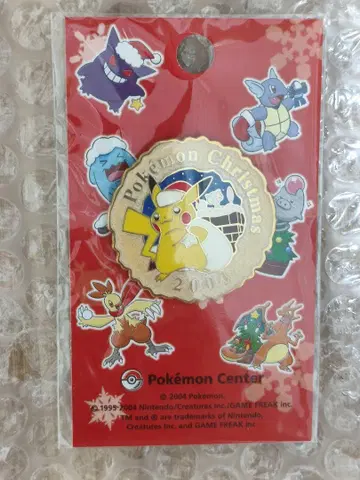 Pokémon Christmas
Pokémon Center
© 2004 Pokémon.
© 1995-2004 Nintendo/Creatures Inc./GAME FREAK inc.
TM and ® are trademarks of Nintendo,
Creatures Inc. and GAME FREAK inc.